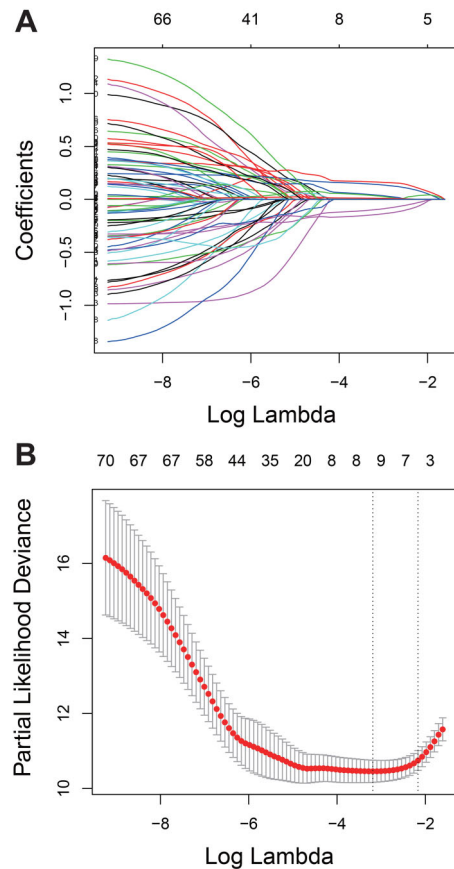 A
66 41 8 5
Coefficients
1.0
0.5
0.0
−0.5
−1.0
−8 −6 −4 −2
Log Lambda
B
70 67 67 58 44 35 20 8 8 9 7 3
Partial Likelihood Deviance
16
14
12
10
−8 −6 −4 −2
Log Lambda